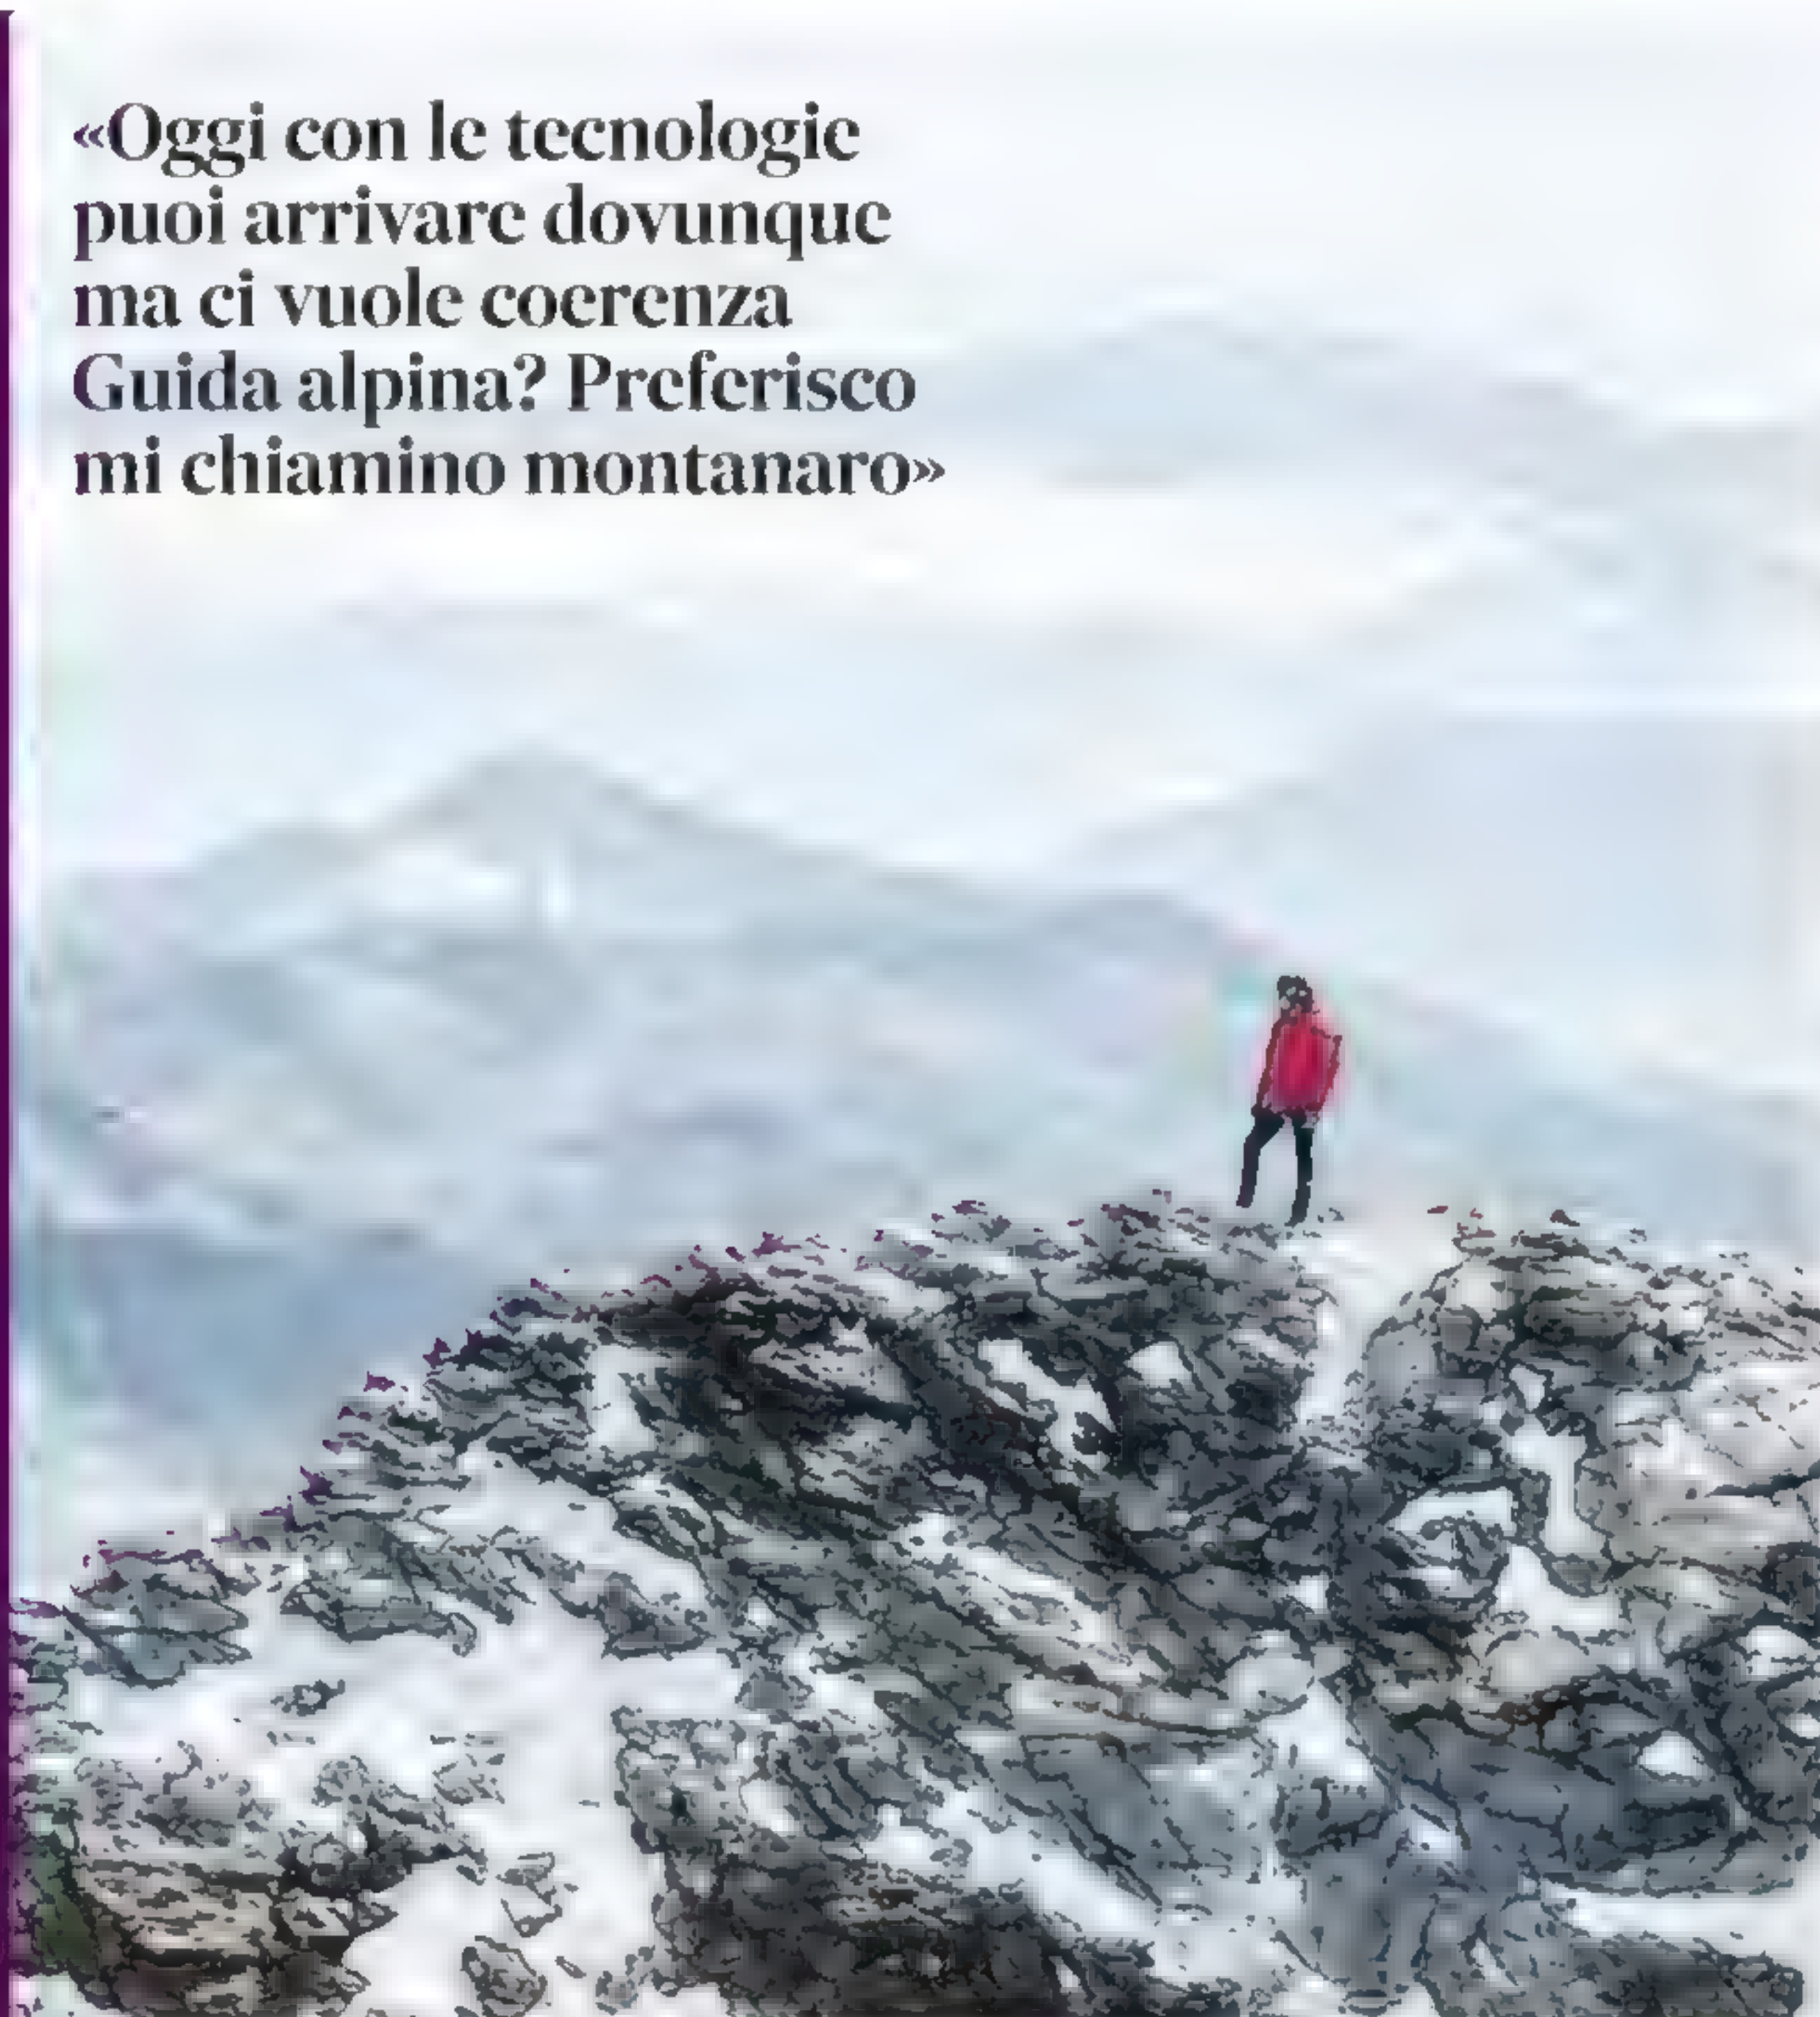 «Oggi con le tecnologie
puoi arrivare dovunque
ma ci vuole coerenza
Guida alpina? Preferisco
mi chiamino montanaro»